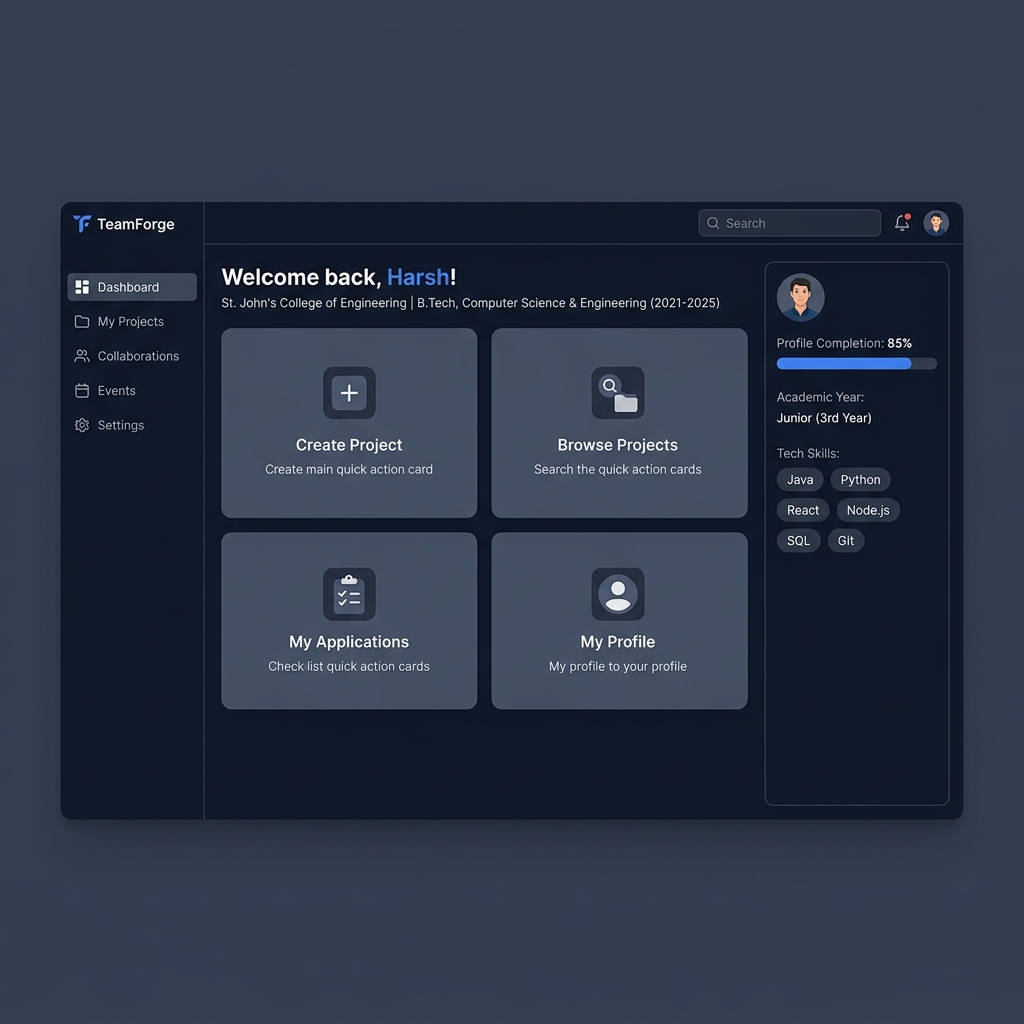 TeamForge
Search
Dashboard
My Projects
Collaborations
Events
Settings
Welcome back, Harsh!
St. John's College of Engineering | B.Tech, Computer Science & Engineering (2021-2025)
Create Project
Create main quick action card
Browse Projects
Search the quick action cards
My Applications
Check list quick action cards
My Profile
My profile to your profile
Profile Completion: 85%
Academic Year:
Junior (3rd Year)
Tech Skills:
Java Python
React Node.js
SQL Git